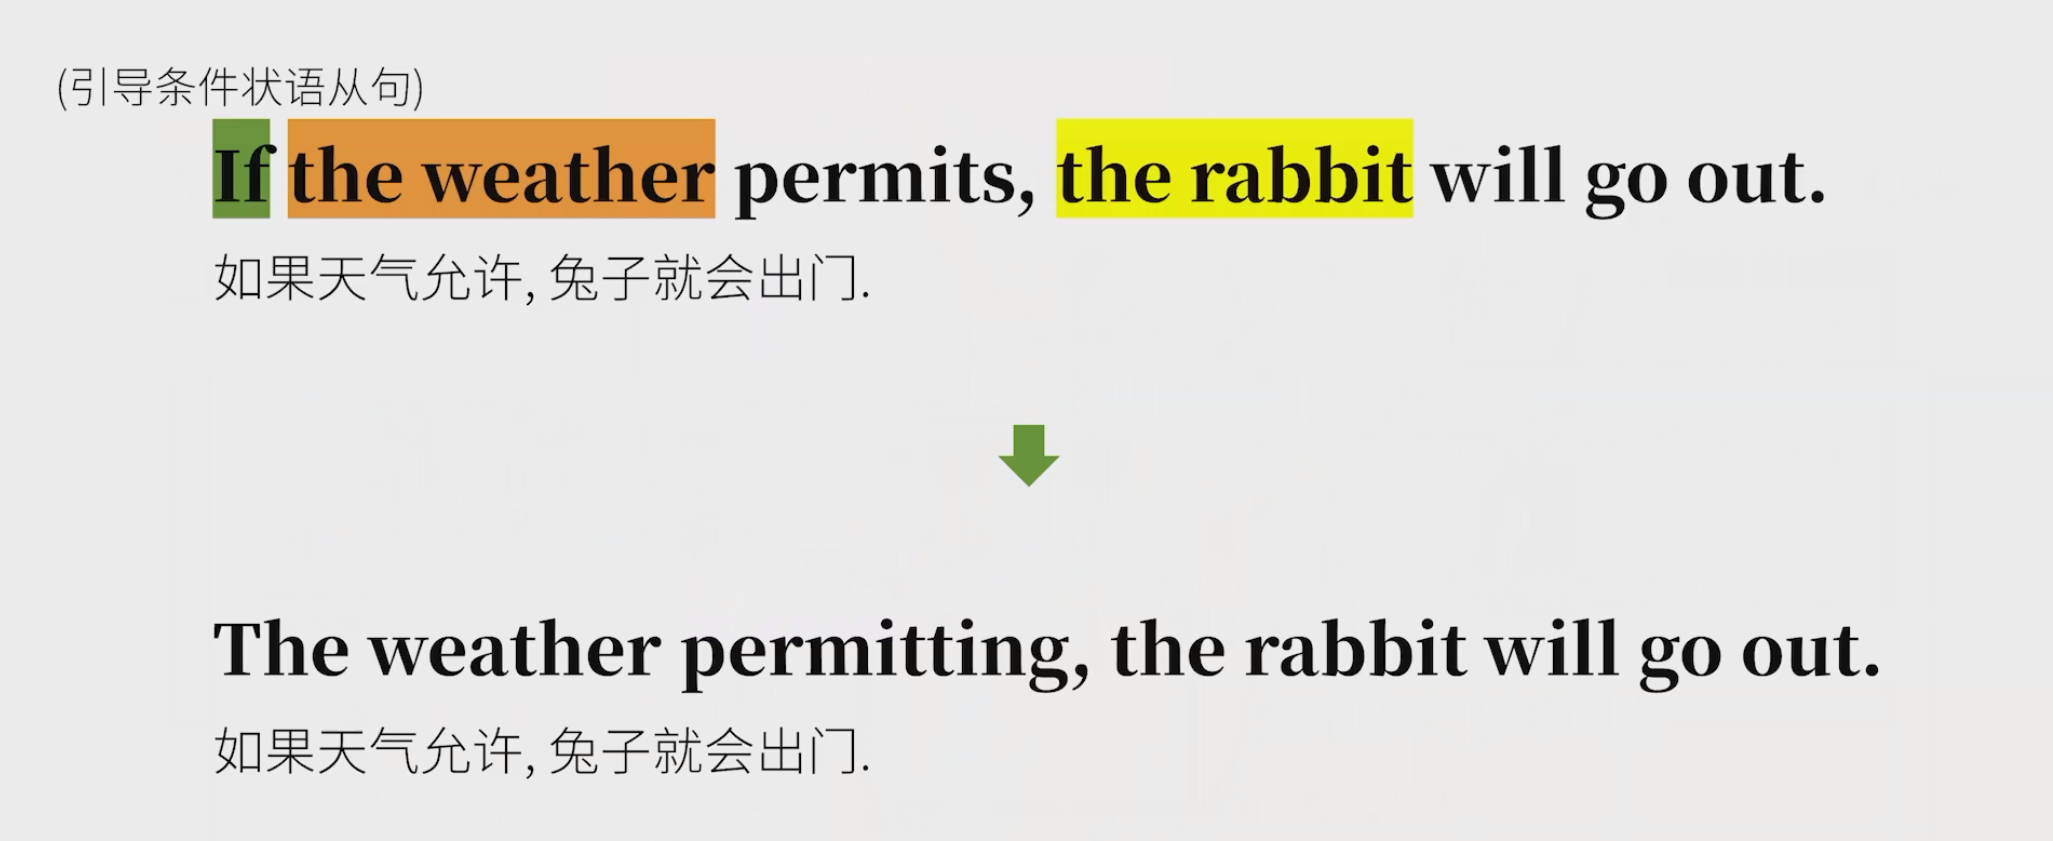 (引导条件状语从句)
If the weather permits, the rabbit will go out.
如果天气允许, 兔子就会出门.
The weather permitting, the rabbit will go out.
如果天气允许, 兔子就会出门.